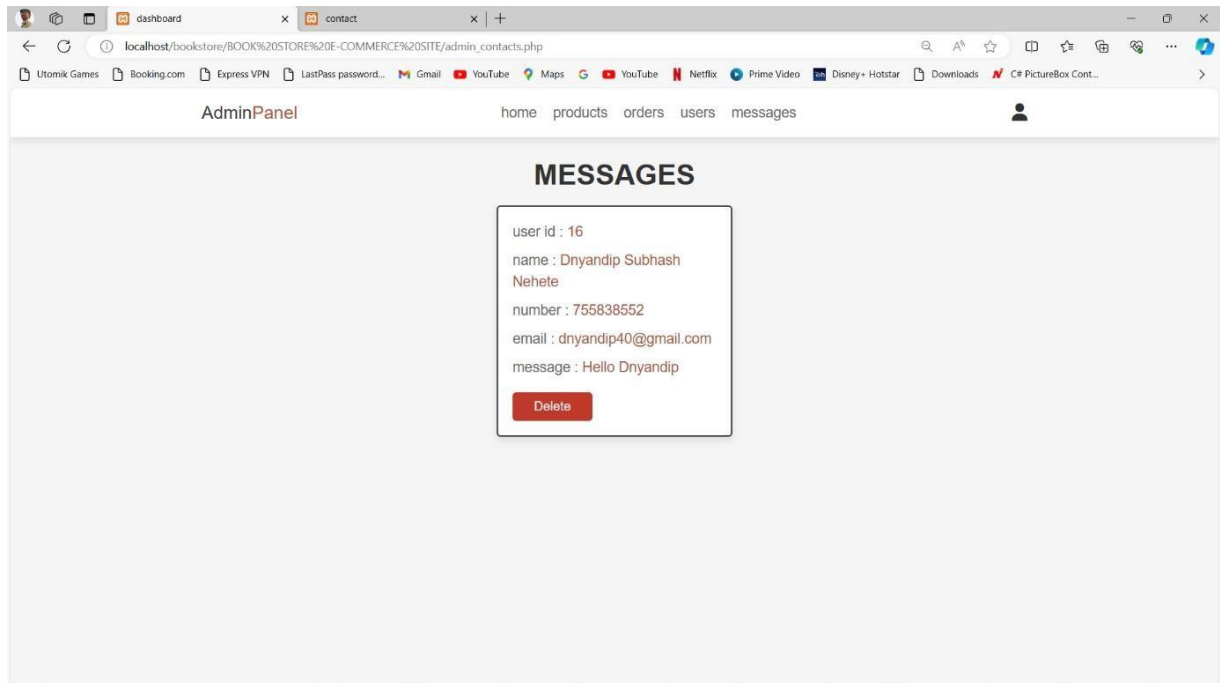 dashboard
contact
localhost/bookstore/BOOK%20STORE%20E-COMMERCE%20SITE/admin_contacts.php
Utomik Games Booking.com Express VPN LastPass password... Gmail YouTube Maps G YouTube Netflix Prime Video Disney+ Hotstar Downloads C# PictureBox Cont...
AdminPanel home products orders users messages
MESSAGES
user id : 16
name : Dnyandip Subhash
Nehete
number : 755838552
email : dnyandip40@gmail.com
message : Hello Dnyandip
Delete